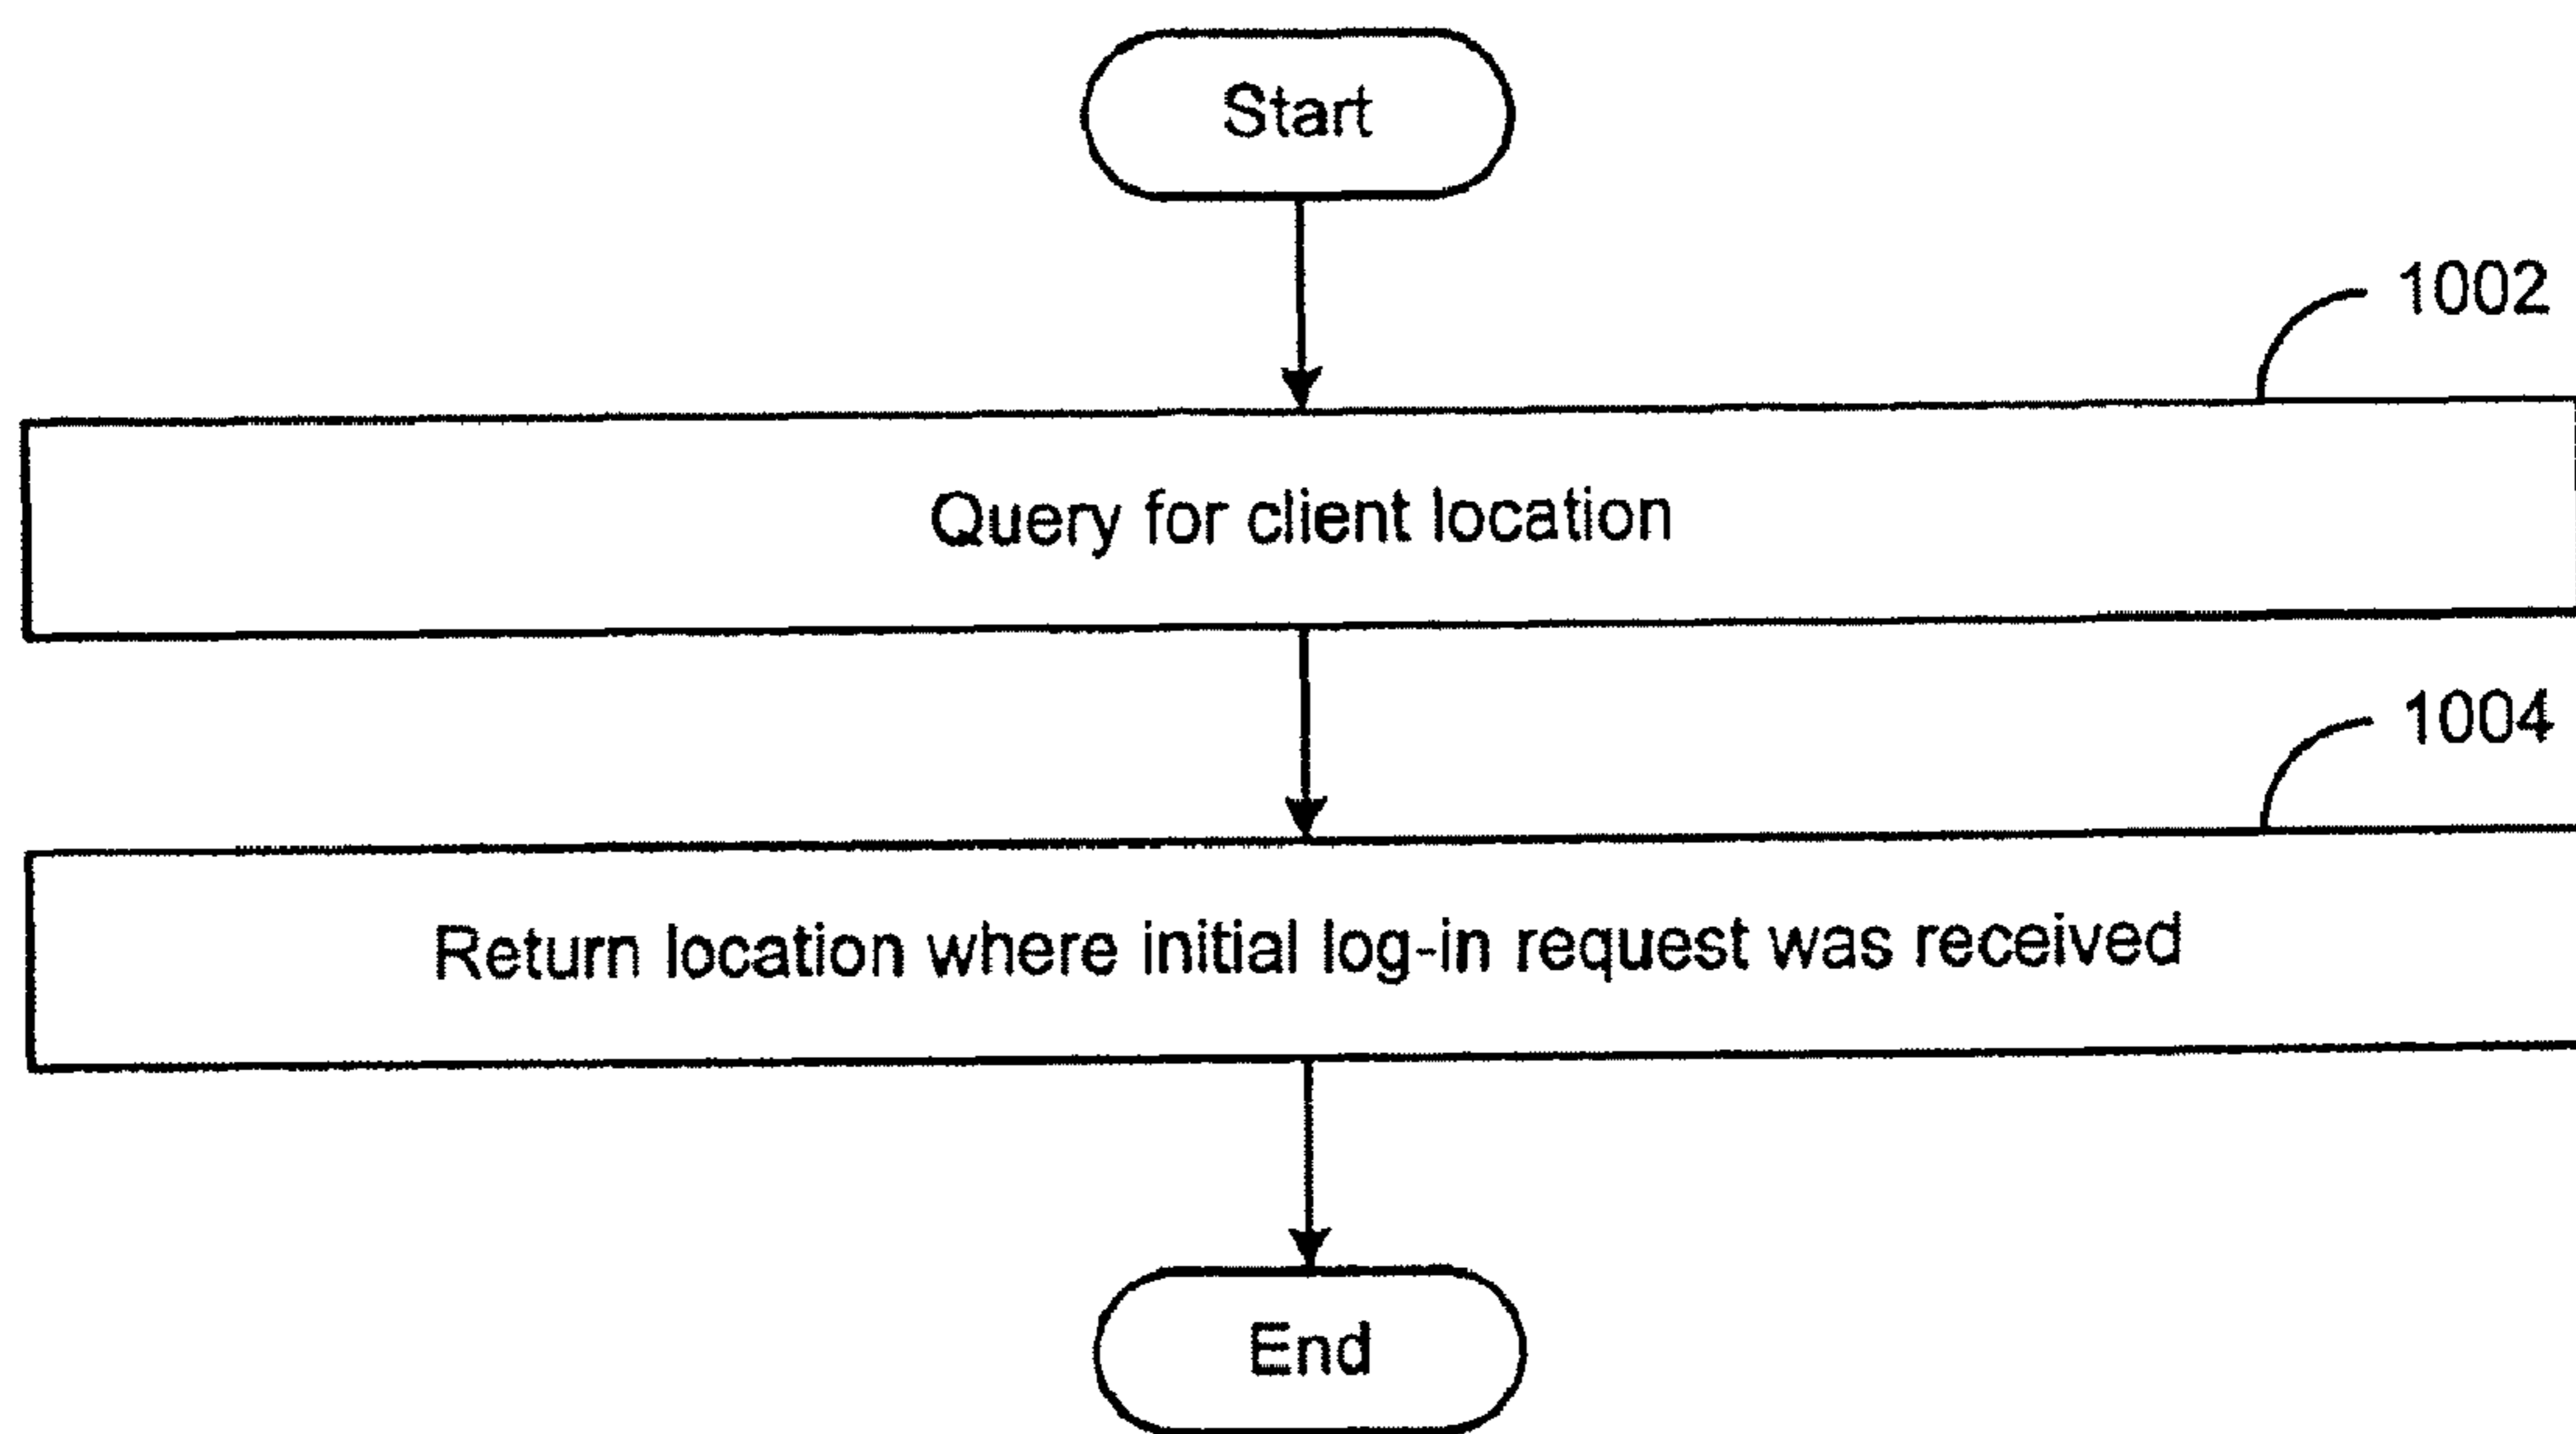 Start
1002
Query for client location
1004
Return location where initial log-in request was received
End